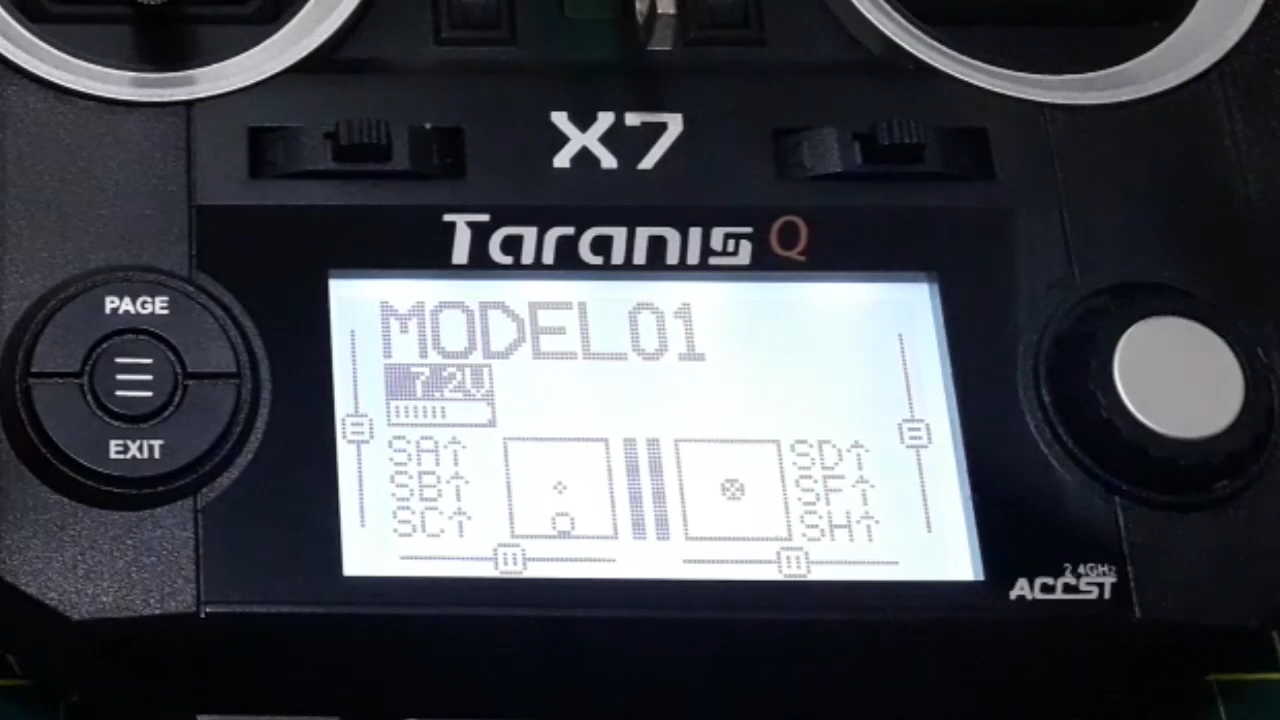 X7
Taranis Q
PAGE
EXIT
MODEL01
7.2V
SA↑
SB↑
SC↑
SD↑
SF↑
SH↑
2.4GHz
ACCST